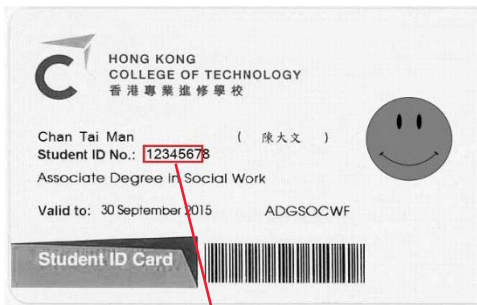 HONG KONG
COLLEGE OF TECHNOLOGY
香港專業進修學校
Chan Tai Man ( 陳大文 )
Student ID No.: 12345678
Associate Degree in Social Work
Valid to: 30 September 2015 ADGSOCWF
Student ID Card